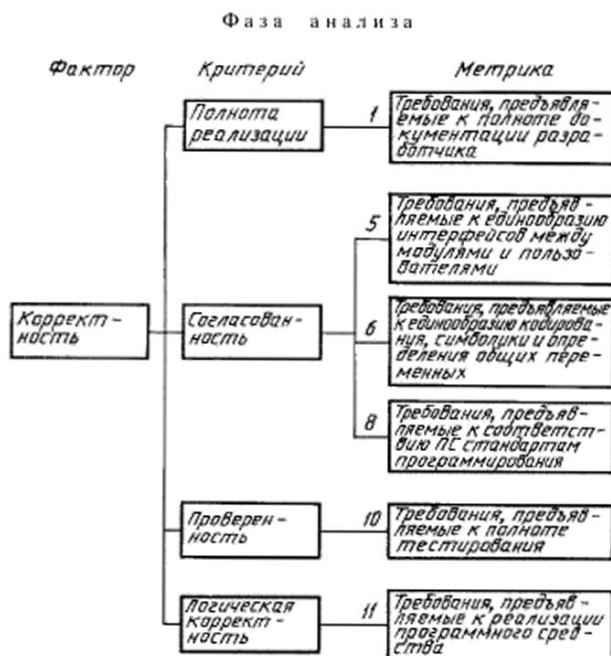 Фаза анализа
Фактор Критерий Метрика
Полнота
реализации
1
Требования, предъявля-
емые к полноте до-
кументации разра-
ботчика
5
Требования, предъяв-
ляемые к единообразию
интерфейсов между
модулями и пользо-
вателями
Коррект-
ность
Согласован-
ность
6
Требования, предъявляемые
к единообразию кодирова-
ния, символики и опре-
деления общих пере-
менных
8
Требования, предъяв-
ляемые к соответст-
вию ПС стандартам
программирования
Проверен-
ность
10
Требования, предъяв-
ляемые к полноте
тестирования
Логическая
коррект-
ность
11
Требования, предъяв-
ляемые к реализации
программного сред-
ства